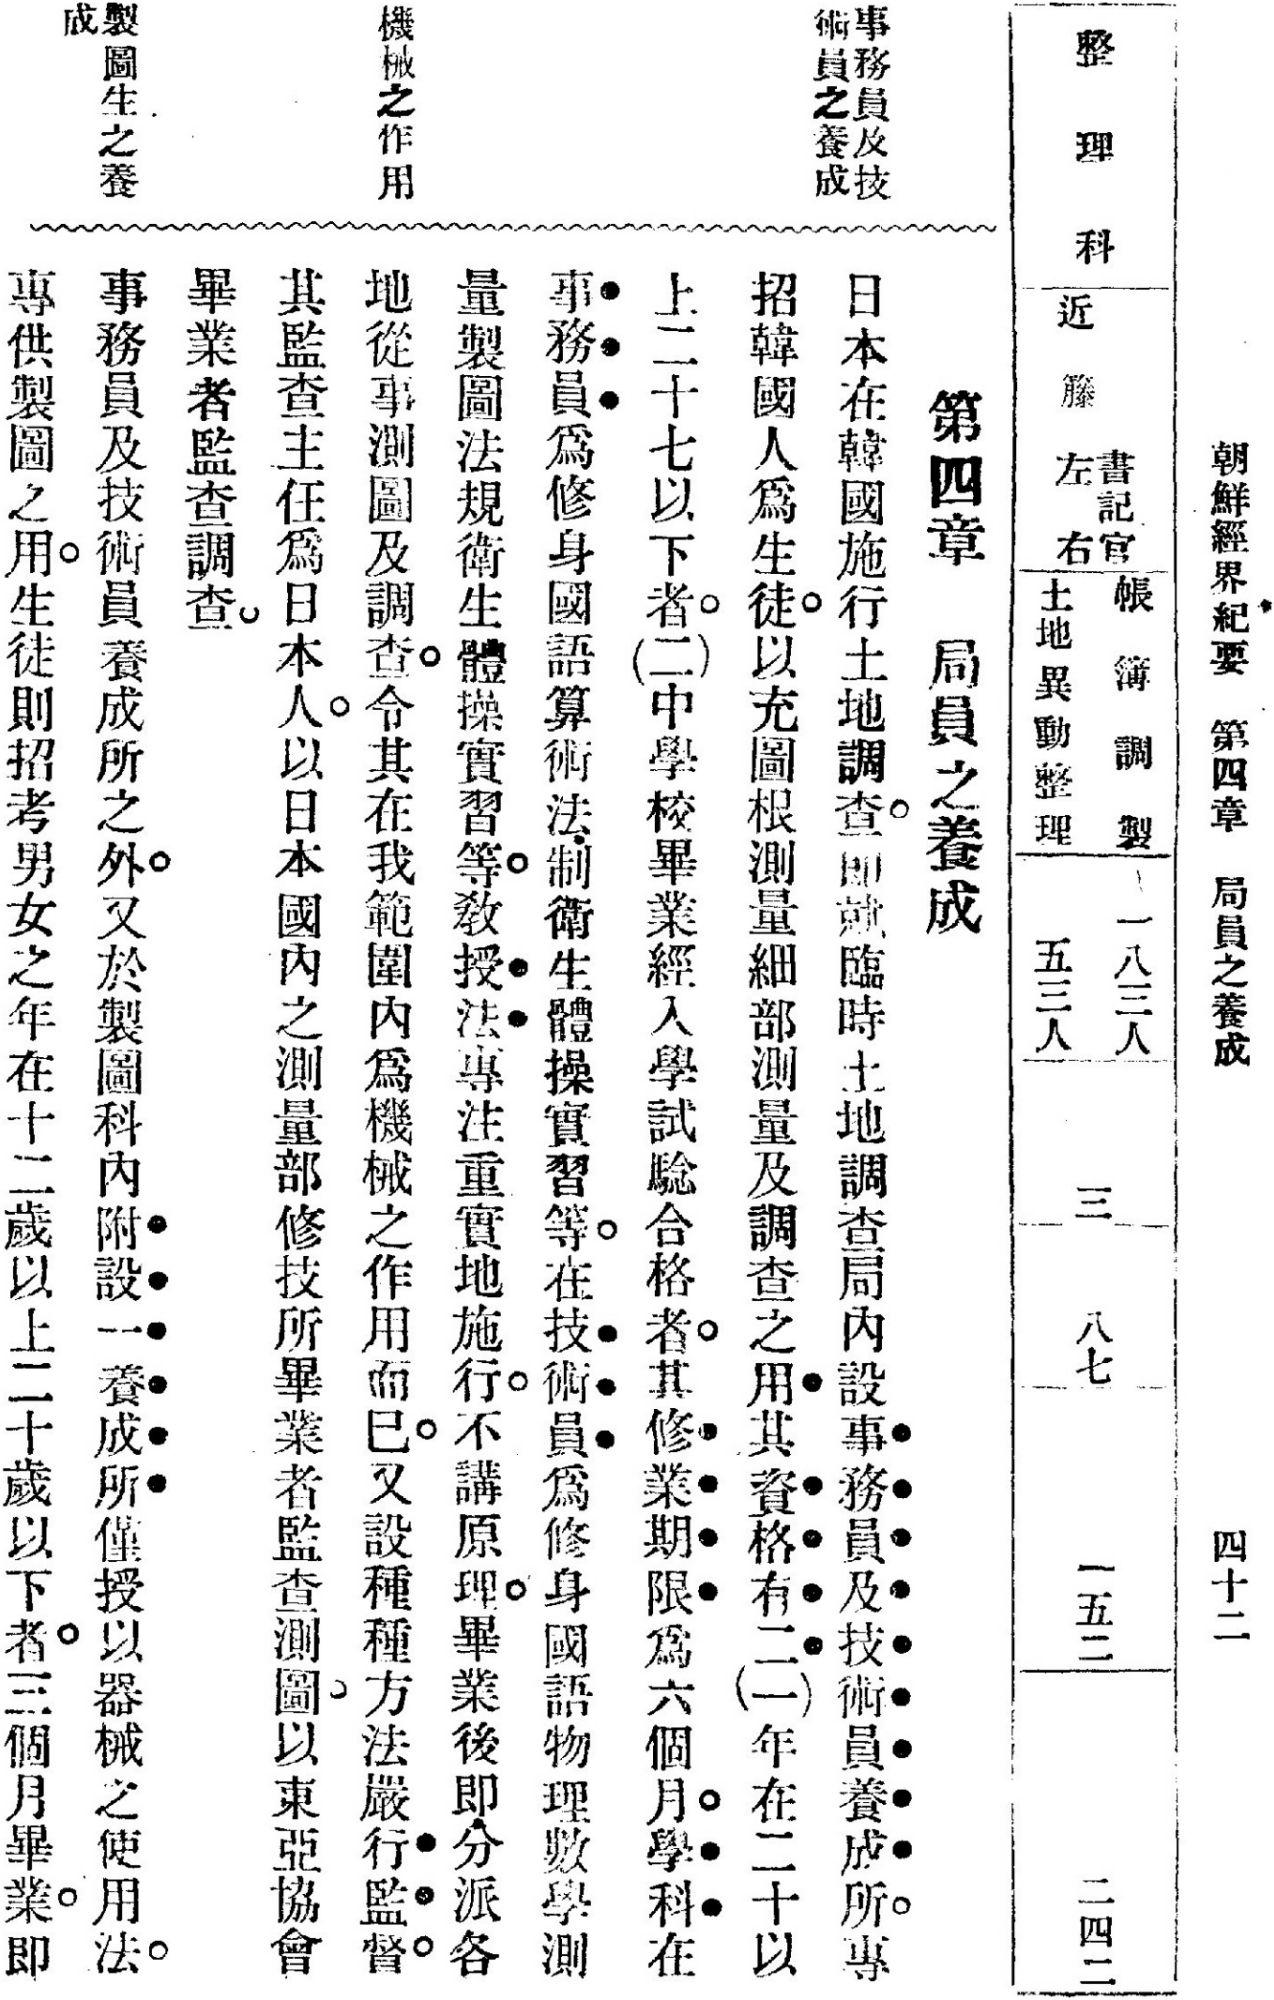 朝鮮經界紀要　第四章　局員之養成　四十二
整理科
近籐左右
書記官
帳簿調製
土地異動整理
一八三人
五三人
三
八七
一五二
二四二
第四章　局員之養成
事務員及技
術員之養成
日本在韓國施行土地調查。卽就臨時土地調查局內設事務員及技術員養成所。專
招韓國人爲生徒。以充圖根測量細部測量及調查之用其資格有二(一)年在二十以
上二十七以下者。(二)中學校畢業經入學試驗合格者。其修業期限爲六個月。學科在
事務員爲修身國語算術法制衛生體操實習等。在技術員爲修身國語物理數學測
量製圖法規衛生體操實習等。敎授法專注重實地施行。不講原理。畢業後即分派各
機械之作用
地從事測圖及調查。令其在我範圍內爲機械之作用而已。又設種種方法嚴行監督。
其監查主任爲日本人。以日本國內之測量部修技所畢業者監查測圖。以東亞協會
畢業者監查調查。
製圖生之養
成
事務員及技術員養成所之外。又於製圖科內附設一養成所僅授以器械之使用法。
專供製圖之用。生徒則招考男女之年在十二歲以上二十歲以下者。三個月畢業。即